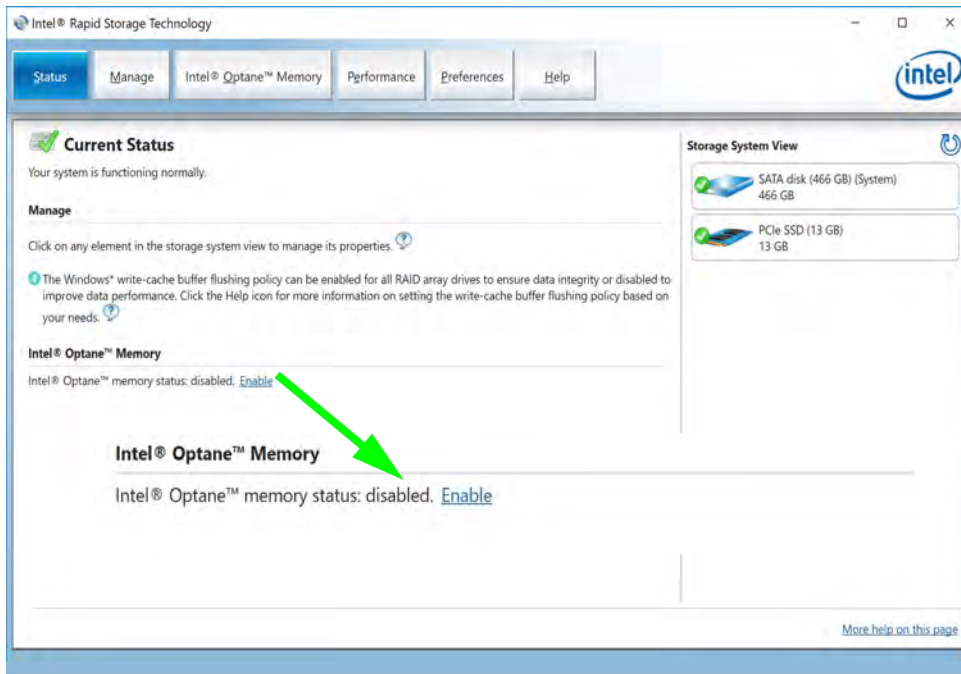 Intel® Rapid Storage Technology
Status
Manage
Intel® Optane™ Memory
Performance
Preferences
Help
intel
Current Status
Your system is functioning normally.
Manage
Click on any element in the storage system view to manage its properties.
The Windows* write-cache buffer flushing policy can be enabled for all RAID array drives to ensure data integrity or disabled to
improve data performance. Click the Help icon for more information on setting the write-cache buffer flushing policy based on
your needs.
Intel® Optane™ Memory
Intel® Optane™ memory status: disabled. Enable
Intel® Optane™ Memory
Intel® Optane™ memory status: disabled. Enable
Storage System View
SATA disk (466 GB) (System)
466 GB
PCIe SSD (13 GB)
13 GB
More help on this page